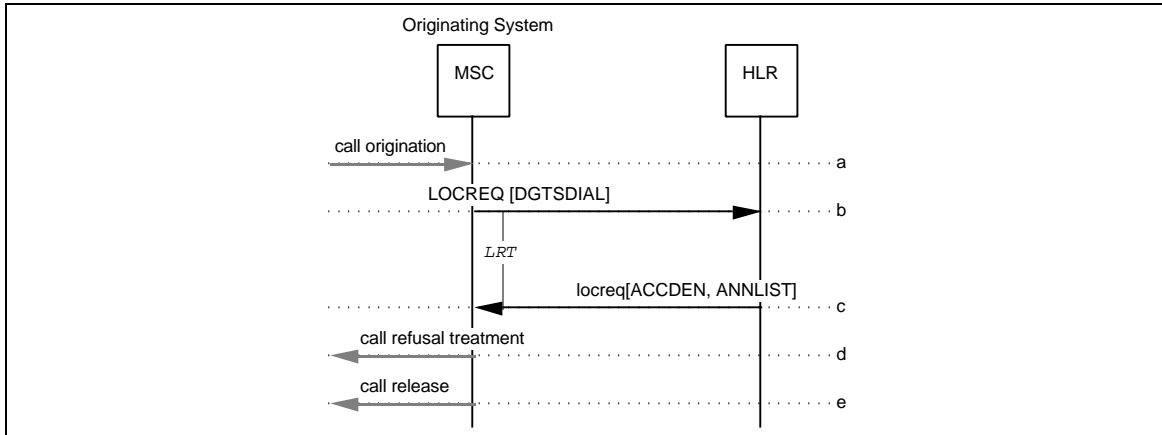 Originating System
MSC
HLR
call origination
a
LOCREQ [DGTSDIAL]
b
LRT
locreq[ACCDEN, ANNLIST]
c
call refusal treatment
d
call release
e